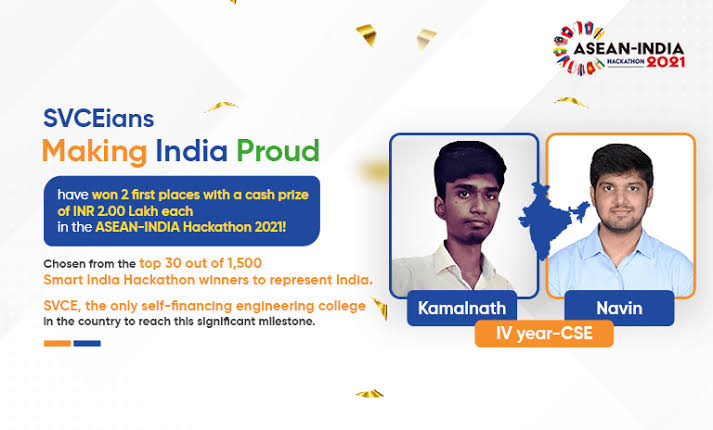 ASEAN-INDIA
HACKATHON 2021
SVCEians
Making India Proud
have won 2 first places with a cash prize
of INR 2.00 Lakh each
in the ASEAN-INDIA Hackathon 2021!
Chosen from the top 30 out of 1,500
Smart India Hackathon winners to represent India.
SVCE, the only self-financing engineering college
in the country to reach this significant milestone.
Kamalnath
Navin
IV year-CSE